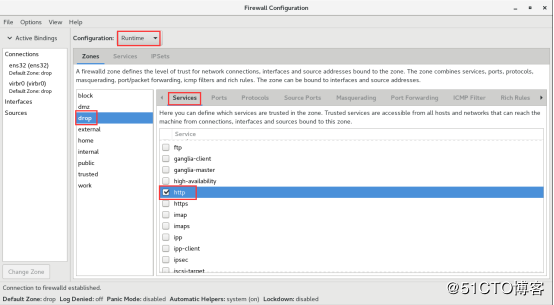 Firewall Configuration
File Options View Help
Active Bindings
Configuration: Runtime
Connections
ens32 (ens32)
Default Zone: drop
virbr0 (virbr0)
Default Zone: drop
Interfaces
Sources
Change Zone
Zones Services IPSets
A firewalld zone defines the level of trust for network connections, interfaces and source addresses bound to the zone. The zone combines services, ports, protocols,
masquerading, port/packet forwarding, icmp filters and rich rules. The zone can be bound to interfaces and source addresses.
block
dmz
drop
external
home
internal
public
trusted
work
Services Ports Protocols Source Ports Masquerading Port Forwarding ICMP Filter Rich Rules
Here you can define which services are trusted in the zone. Trusted services are accessible from all hosts and networks that can reach the
machine from connections, interfaces and sources bound to this zone.
Service
ftp
ganglia-client
ganglia-master
high-availability
http
https
imap
imaps
ipp
ipp-client
ipsec
iscsi-target
Connection to firewalld established.
Default Zone: drop Log Denied: off Panic Mode: disabled Automatic Helpers: system (on) Lockdown: disabled
@51CTO博客